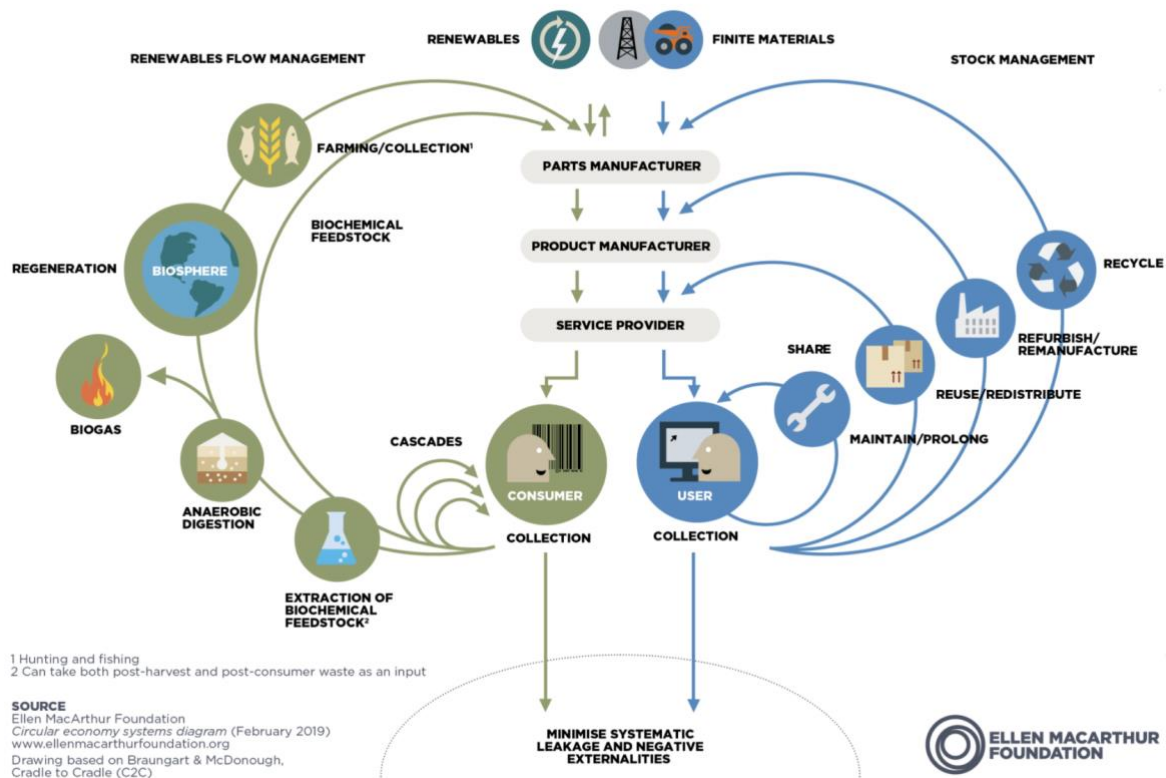 RENEWABLES
FINITE MATERIALS
RENEWABLES FLOW MANAGEMENT
STOCK MANAGEMENT
FARMING/COLLECTION¹
PARTS MANUFACTURER
BIOCHEMICAL
FEEDSTOCK
PRODUCT MANUFACTURER
REGENERATION
BIOSPHERE
RECYCLE
SERVICE PROVIDER
SHARE
REFURBISH/
REMANUFACTURE
REUSE/REDISTRIBUTE
BIOGAS
CASCADES
MAINTAIN/PROLONG
CONSUMER
USER
ANAEROBIC
DIGESTION
COLLECTION
COLLECTION
EXTRACTION OF
BIOCHEMICAL
FEEDSTOCK²
1 Hunting and fishing
2 Can take both post-harvest and post-consumer waste as an input
SOURCE
Ellen MacArthur Foundation
Circular economy systems diagram (February 2019)
www.ellenmacarthurfoundation.org
Drawing based on Braungart & McDonough,
Cradle to Cradle (C2C)
MINIMISE SYSTEMATIC
LEAKAGE AND NEGATIVE
EXTERNALITIES
ELLEN MACARTHUR
FOUNDATION